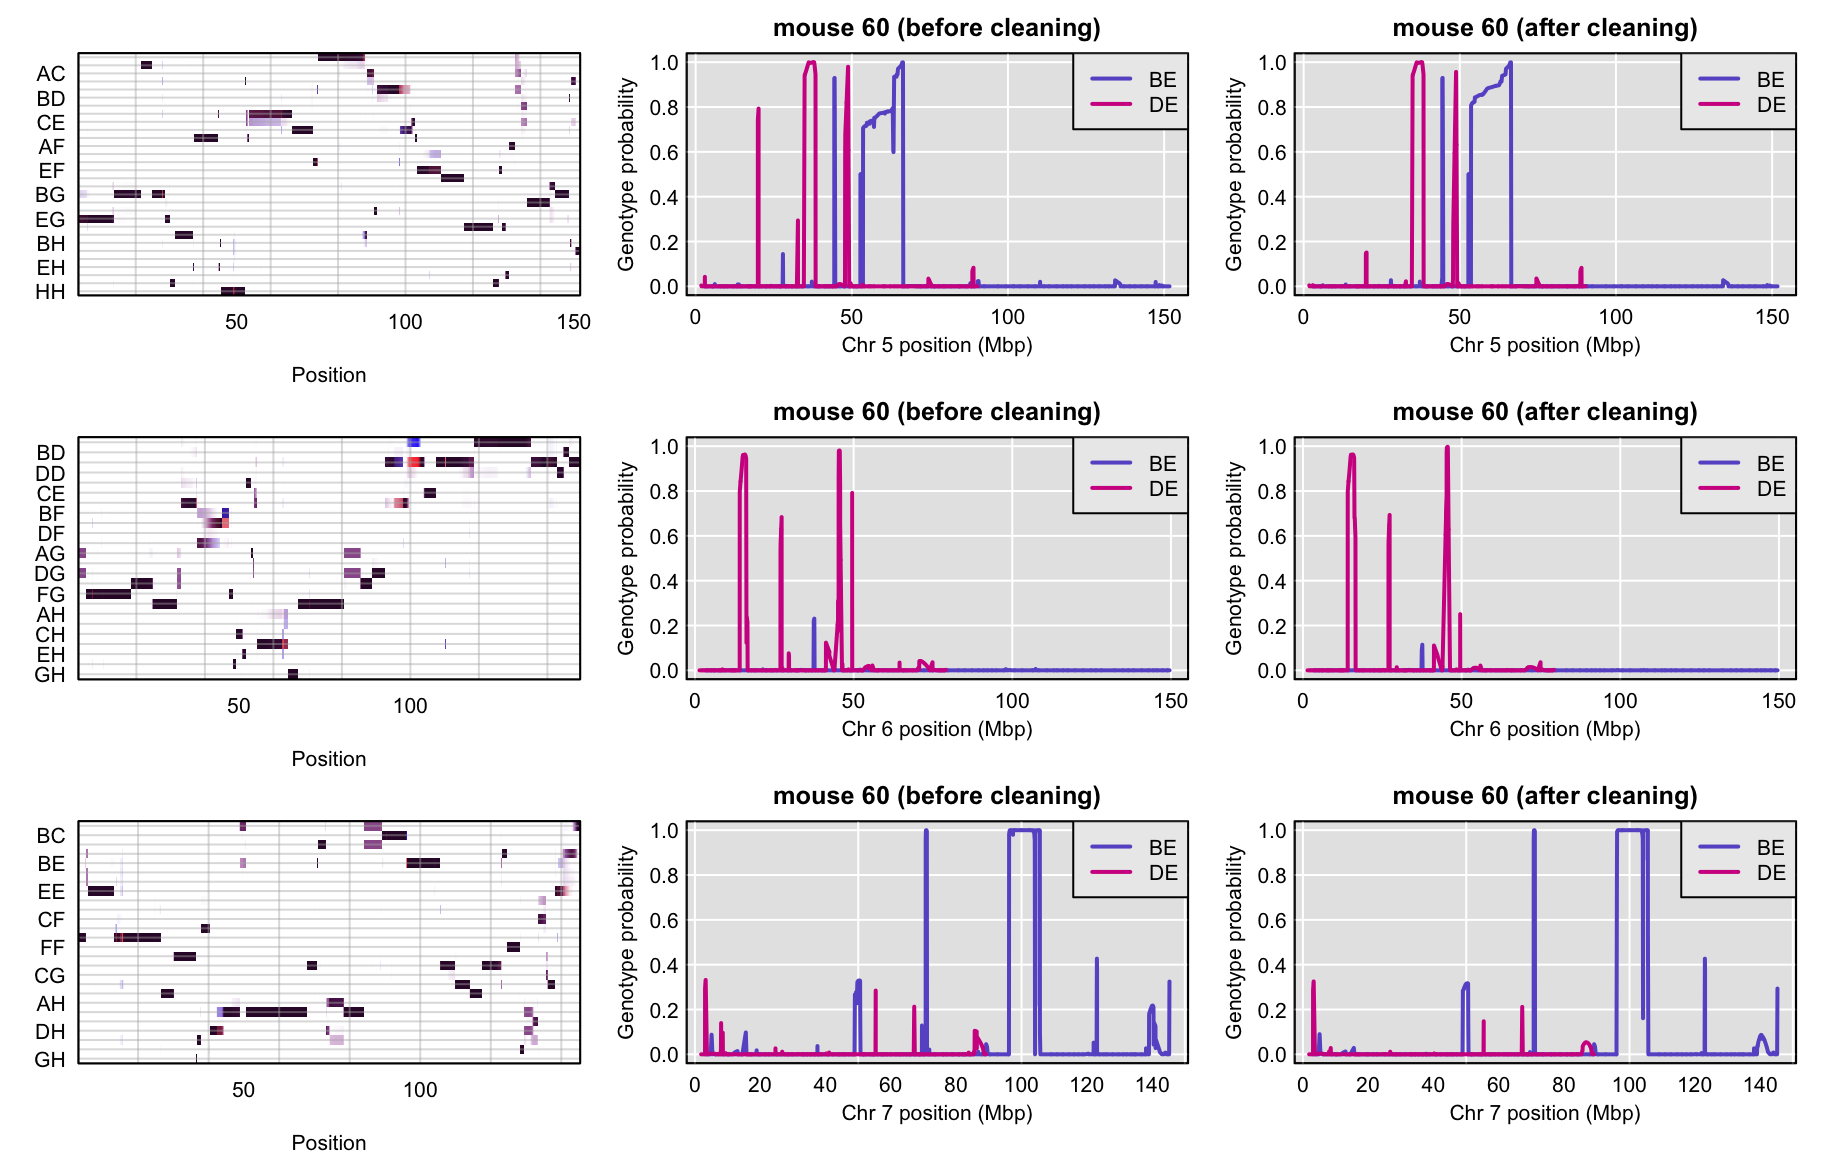 mouse 60 (before cleaning)
mouse 60 (after cleaning)
AC
BD
CE
AF
EF
BG
EG
BH
EH
HH
50
100
150
Position
Genotype probability
1.0
0.8
0.6
0.4
0.2
0.0
BE
DE
0
50
100
150
Chr 5 position (Mbp)
Genotype probability
1.0
0.8
0.6
0.4
0.2
0.0
BE
DE
0
50
100
150
Chr 5 position (Mbp)
mouse 60 (before cleaning)
mouse 60 (after cleaning)
BD
DD
CE
BF
DF
AG
DG
FG
AH
CH
EH
GH
50
100
Position
Genotype probability
1.0
0.8
0.6
0.4
0.2
0.0
BE
DE
0
50
100
150
Chr 6 position (Mbp)
Genotype probability
1.0
0.8
0.6
0.4
0.2
0.0
BE
DE
0
50
100
150
Chr 6 position (Mbp)
mouse 60 (before cleaning)
mouse 60 (after cleaning)
BC
BE
EE
CF
FF
CG
AH
DH
GH
50
100
Position
Genotype probability
1.0
0.8
0.6
0.4
0.2
0.0
BE
DE
0
20
40
60
80
100
120
140
Chr 7 position (Mbp)
Genotype probability
1.0
0.8
0.6
0.4
0.2
0.0
BE
DE
0
20
40
60
80
100
120
140
Chr 7 position (Mbp)